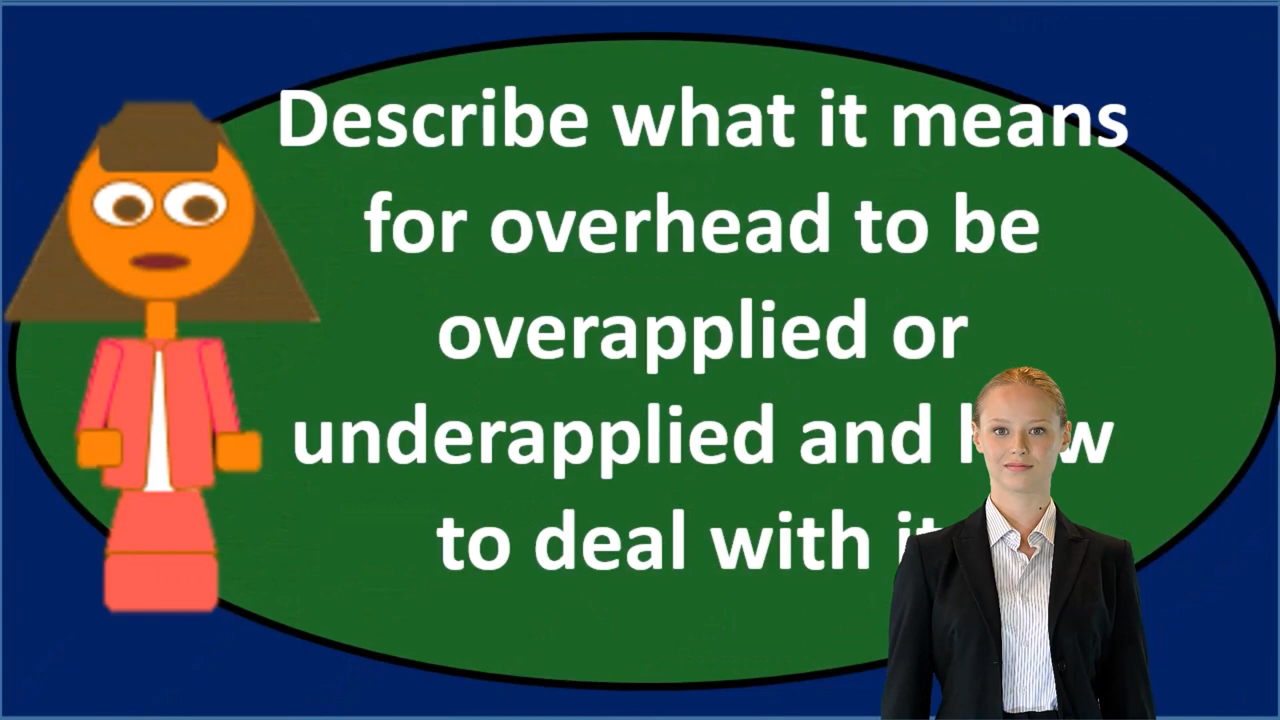 Describe what it means
for overhead to be
overapplied or
underapplied and
to deal with